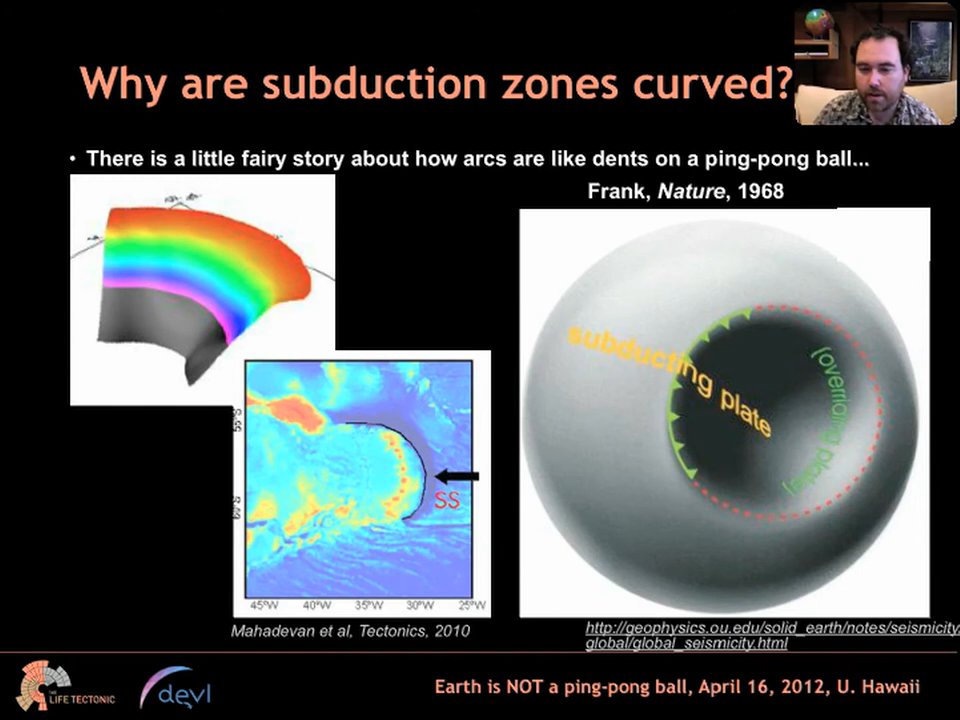 Why are subduction zones curved?
• There is a little fairy story about how arcs are like dents on a ping-pong ball...
Frank, Nature, 1968
subducting plate
(overriding plate)
55°S
60°S
SS
45°W 40°W 35°W 30°W 25°W
Mahadevan et al, Tectonics, 2010
http://geophysics.ou.edu/solid_earth/notes/seismicity
global/global_seismicity.html
THE
LIFE TECTONIC
devl
Earth is NOT a ping-pong ball, April 16, 2012, U. Hawaii